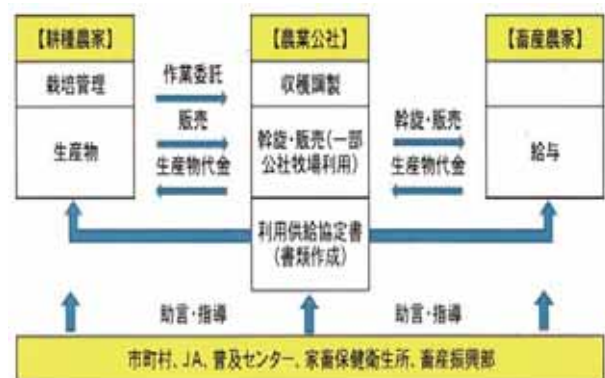 【耕種農家】
栽培管理
生産物
作業委託
販売
生産物代金
【農業公社】
収穫調製
斡旋・販売(一部
公社牧場利用)
利用供給協定書
(書類作成)
斡旋・販売
生産物代金
【畜産農家】
給与
助言・指導
助言・指導
市町村、JA、普及センター、家畜保健衛生所、畜産振興部